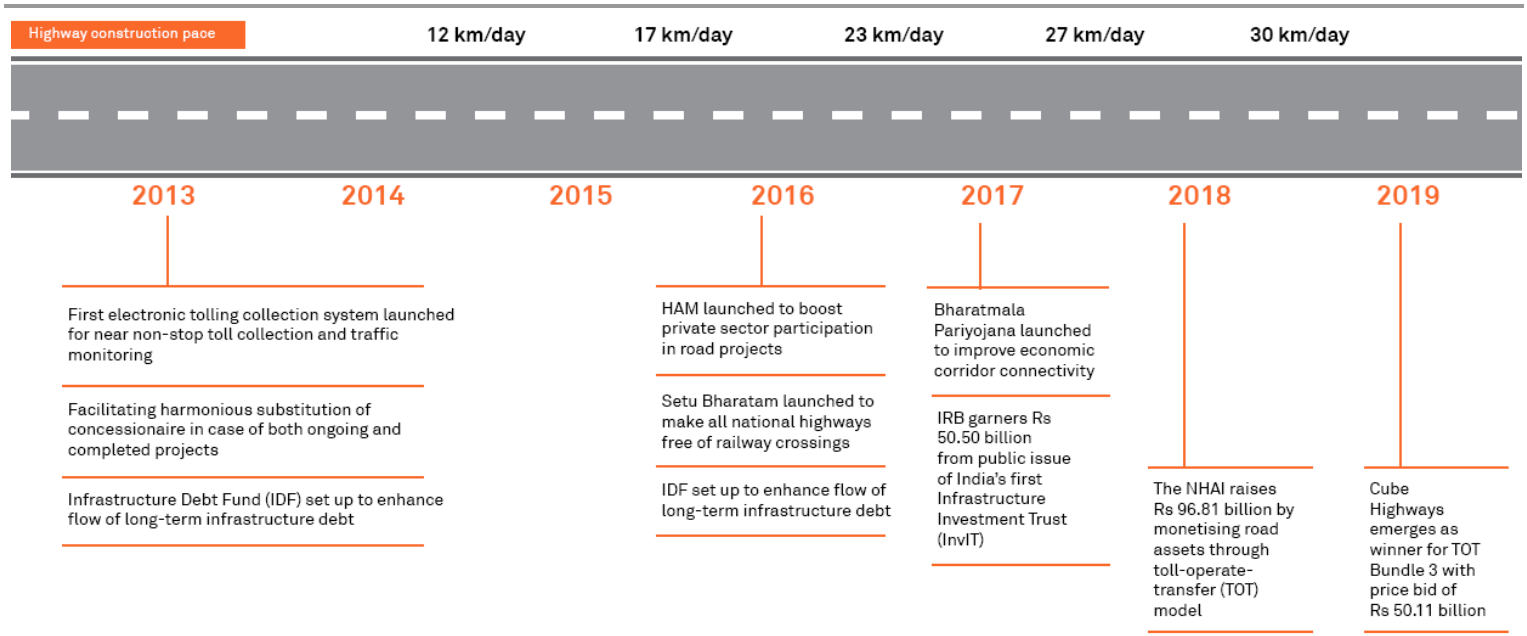 Highway construction pace
12 km/day
17 km/day
23 km/day
27 km/day
30 km/day
2013
2014
2015
2016
2017
2018
2019
First electronic tolling collection system launched
for near non-stop toll collection and traffic
monitoring
Facilitating harmonious substitution of
concessionaire in case of both ongoing and
completed projects
Infrastructure Debt Fund (IDF) set up to enhance
flow of long-term infrastructure debt
HAM launched to boost
private sector participation
in road projects
Setu Bharatam launched to
make all national highways
free of railway crossings
IDF set up to enhance flow of
long-term infrastructure debt
Bharatmala
Pariyojana launched
to improve economic
corridor connectivity
IRB garners Rs
50.50 billion
from public issue
of India's first
Infrastructure
Investment Trust
(InvIT)
The NHAI raises
Rs 96.81 billion by
monetising road
assets through
toll-operate-
transfer (TOT)
model
Cube
Highways
emerges as
winner for TOT
Bundle 3 with
price bid of
Rs 50.11 billion